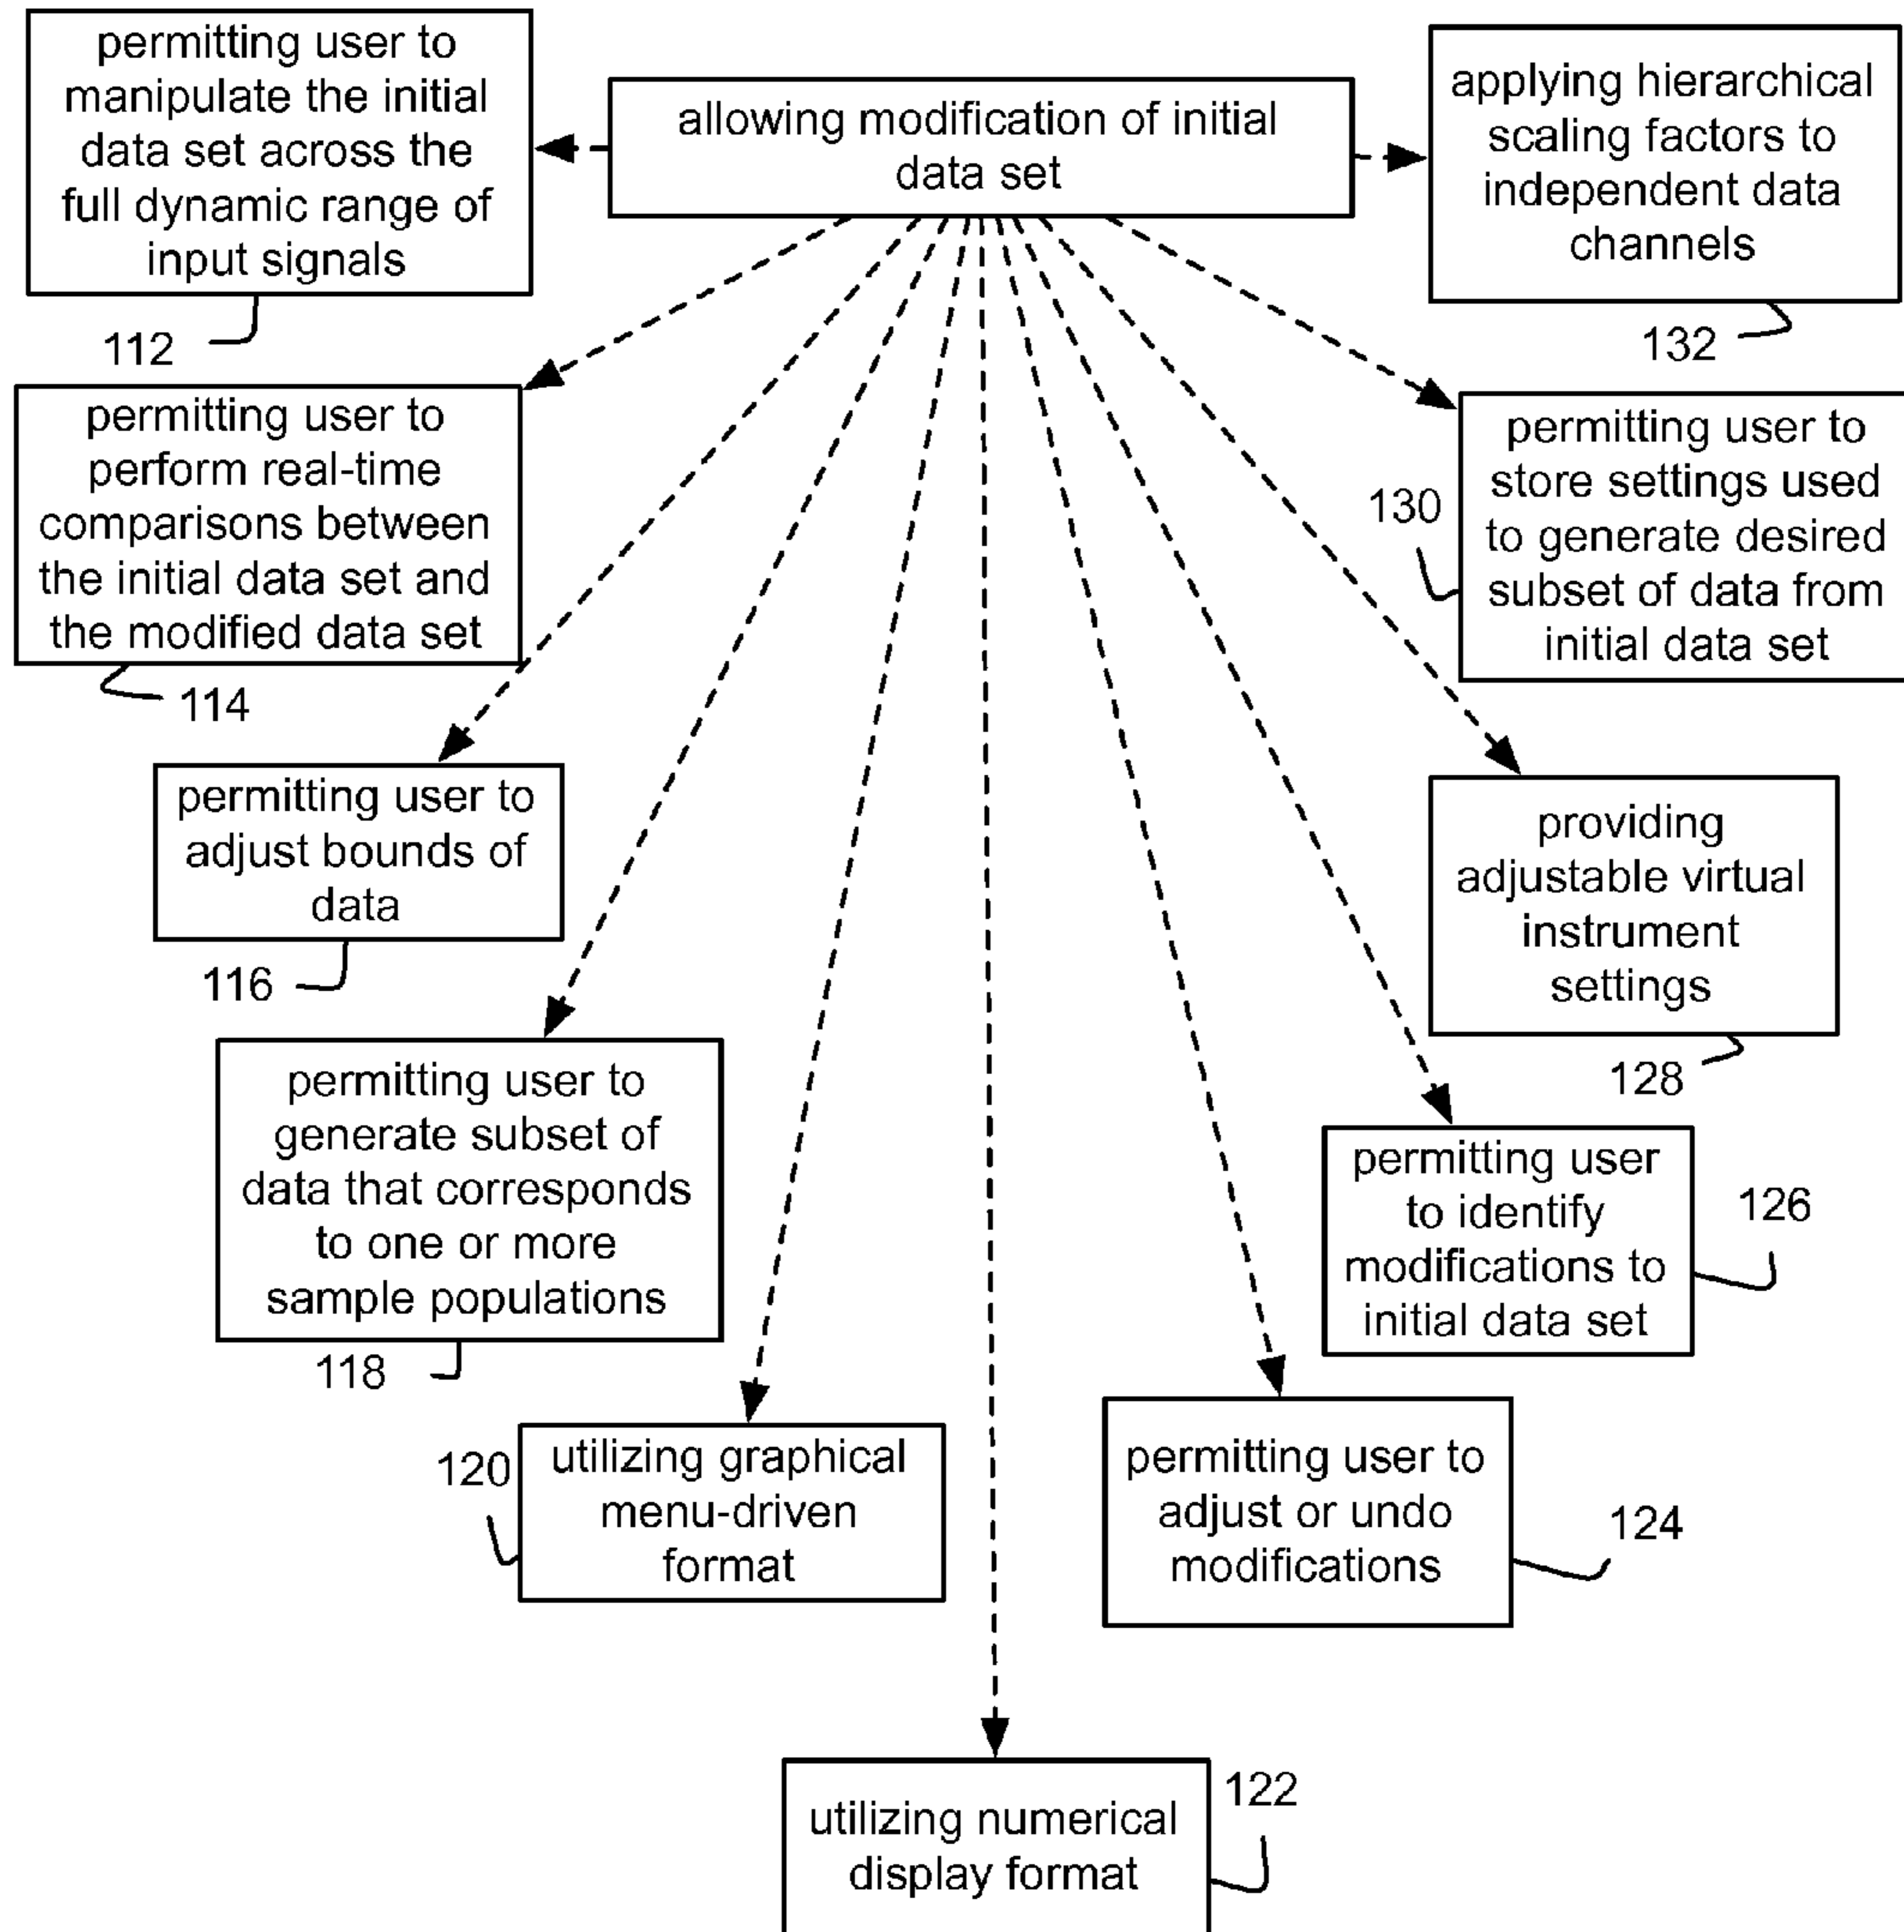 permitting user to
manipulate the initial
data set across the
full dynamic range of
input signals
112
allowing modification of initial
data set
applying hierarchical
scaling factors to
independent data
channels
132
permitting user to
perform real-time
comparisons between
the initial data set and
the modified data set
114
130
permitting user to
store settings used
to generate desired
subset of data from
initial data set
permitting user to
adjust bounds of
data
116
providing
adjustable virtual
instrument
settings
128
permitting user to
generate subset of
data that corresponds
to one or more
sample populations
118
permitting user
to identify
modifications to
initial data set
126
120
utilizing graphical
menu-driven
format
permitting user to
adjust or undo
modifications
124
utilizing numerical
display format
122